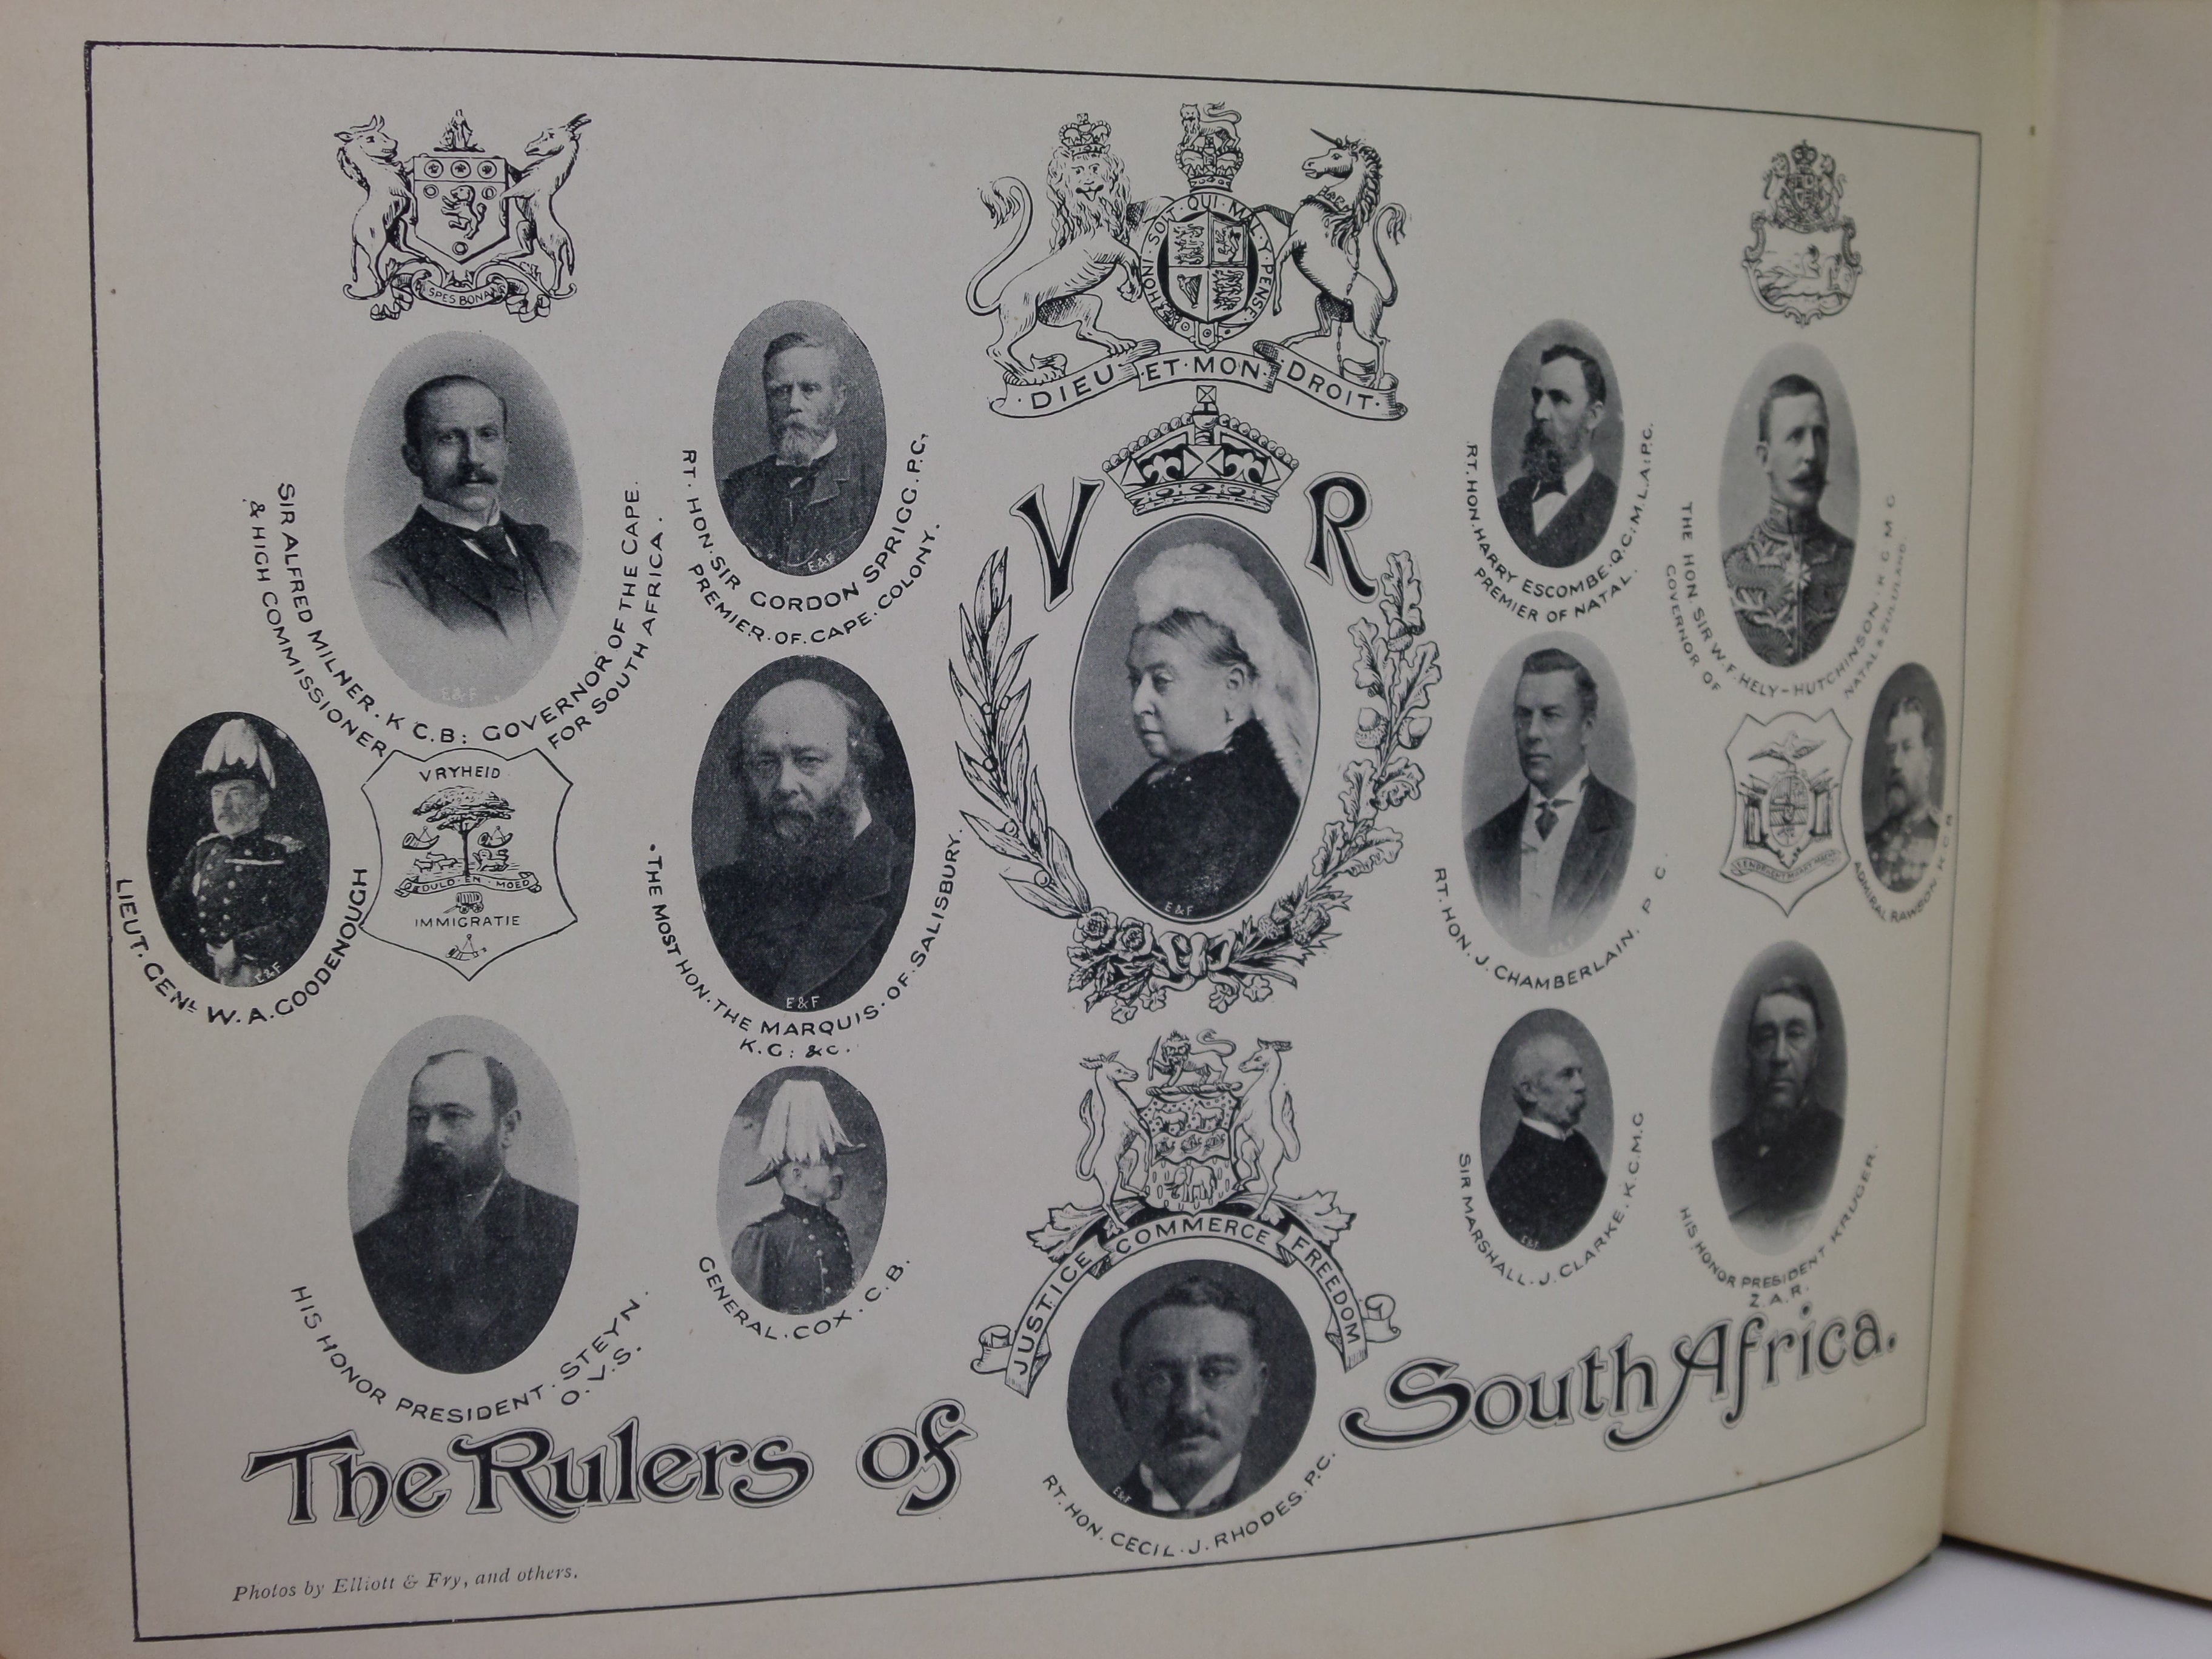 SPES BONA
HONI SOIT QUI MAL Y PENSE
·DIEU·ET·MON·DROIT·
V R
SIR ALFRED MILNER. K C.B: GOVERNOR OF THE CAPE.
& HIGH COMMISSIONER FOR SOUTH AFRICA.
E & F
RT. HON. SIR GORDON SPRIGG. P.C,
PREMIER. OF. CAPE. COLONY.
E & F
E & F
RT. HON. HARRY ESCOMBE. Q.C: M.L.A: P.C.
PREMIER OF NATAL.
THE HON. SIR W. F. HELY-HUTCHINSON. K C M G
GOVERNOR OF NATAL & ZULULAND.
LIEUT. GENL W. A. GOODENOUGH
E & F
VRYHEID
GEDULD·EN·MOED
IMMIGRATIE
·THE MOST HON. THE MARQUIS. OF. SALISBURY.
K.G: &c.
E & F
RT. HON. J. CHAMBERLAIN. P C.
ADMIRAL RAWSON. K C B
HIS HONOR PRESIDENT. STEYN.
O.V.S.
GENERAL. COX. C. B.
JUSTICE COMMERCE FREEDOM
SIR MARSHALL. J. CLARKE. K.C.M.G
HIS HONOR PRESIDENT KRUGER.
Z.A.R.
E&F
RT. HON. CECIL. J. RHODES. P.C.
The Rulers of South Africa.
Photos by Elliott & Fry, and others.